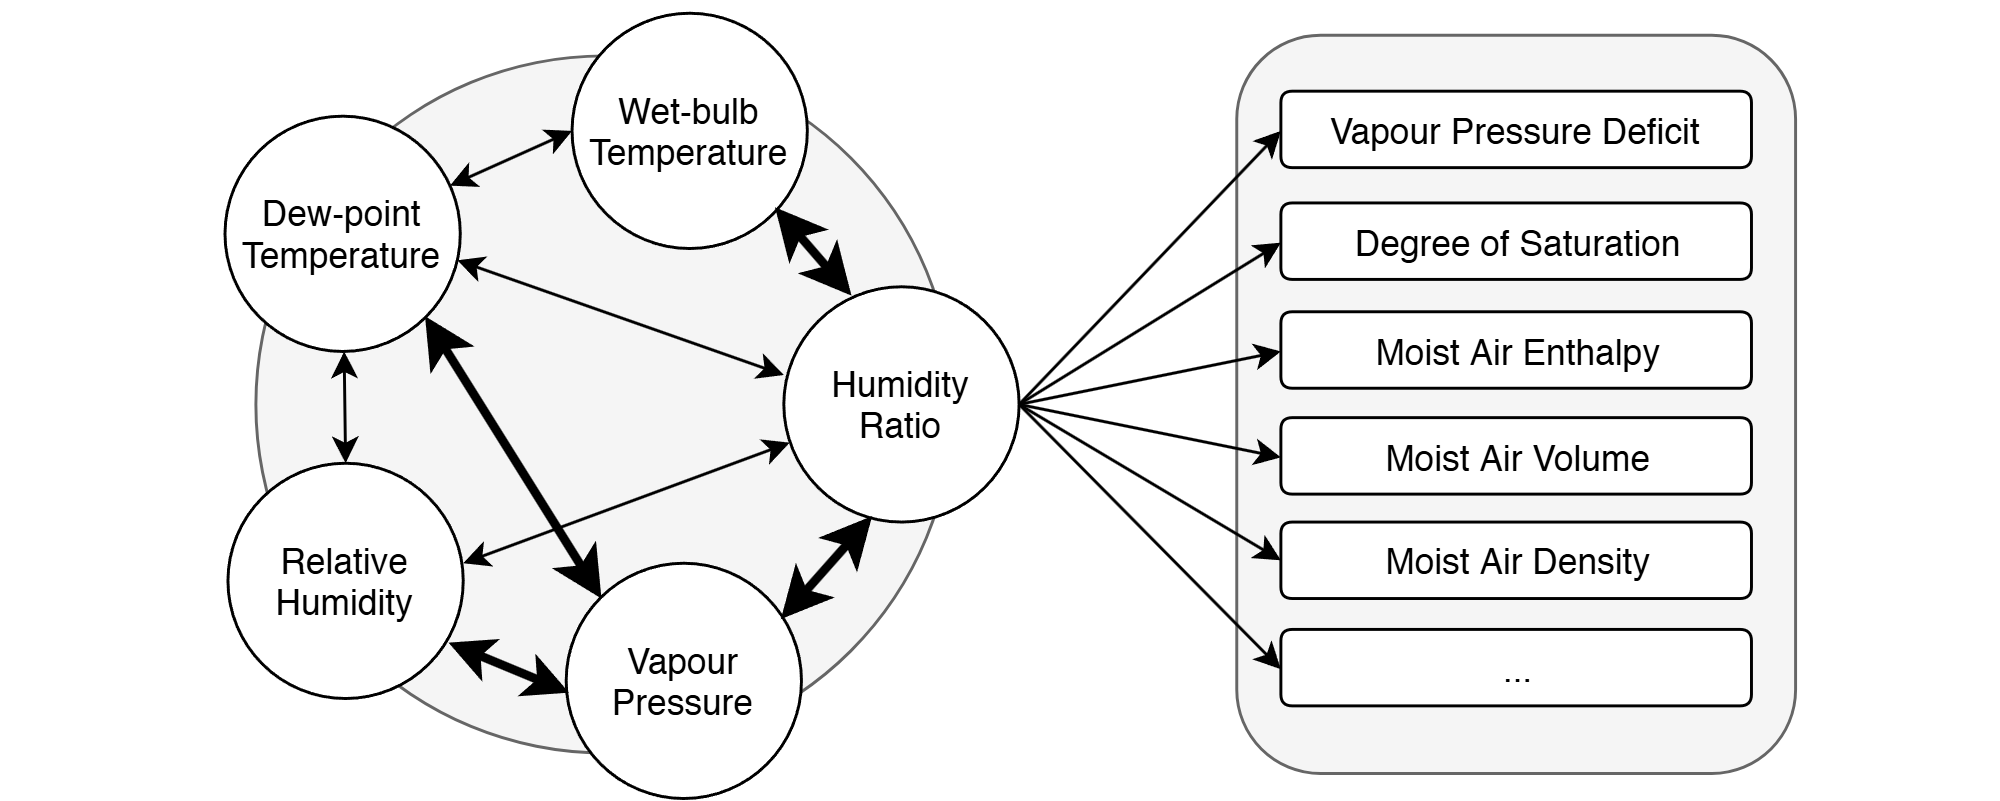 Wet-bulb
Temperature
Dew-point
Temperature
Humidity
Ratio
Relative
Humidity
Vapour
Pressure
Vapour Pressure Deficit
Degree of Saturation
Moist Air Enthalpy
Moist Air Volume
Moist Air Density
...